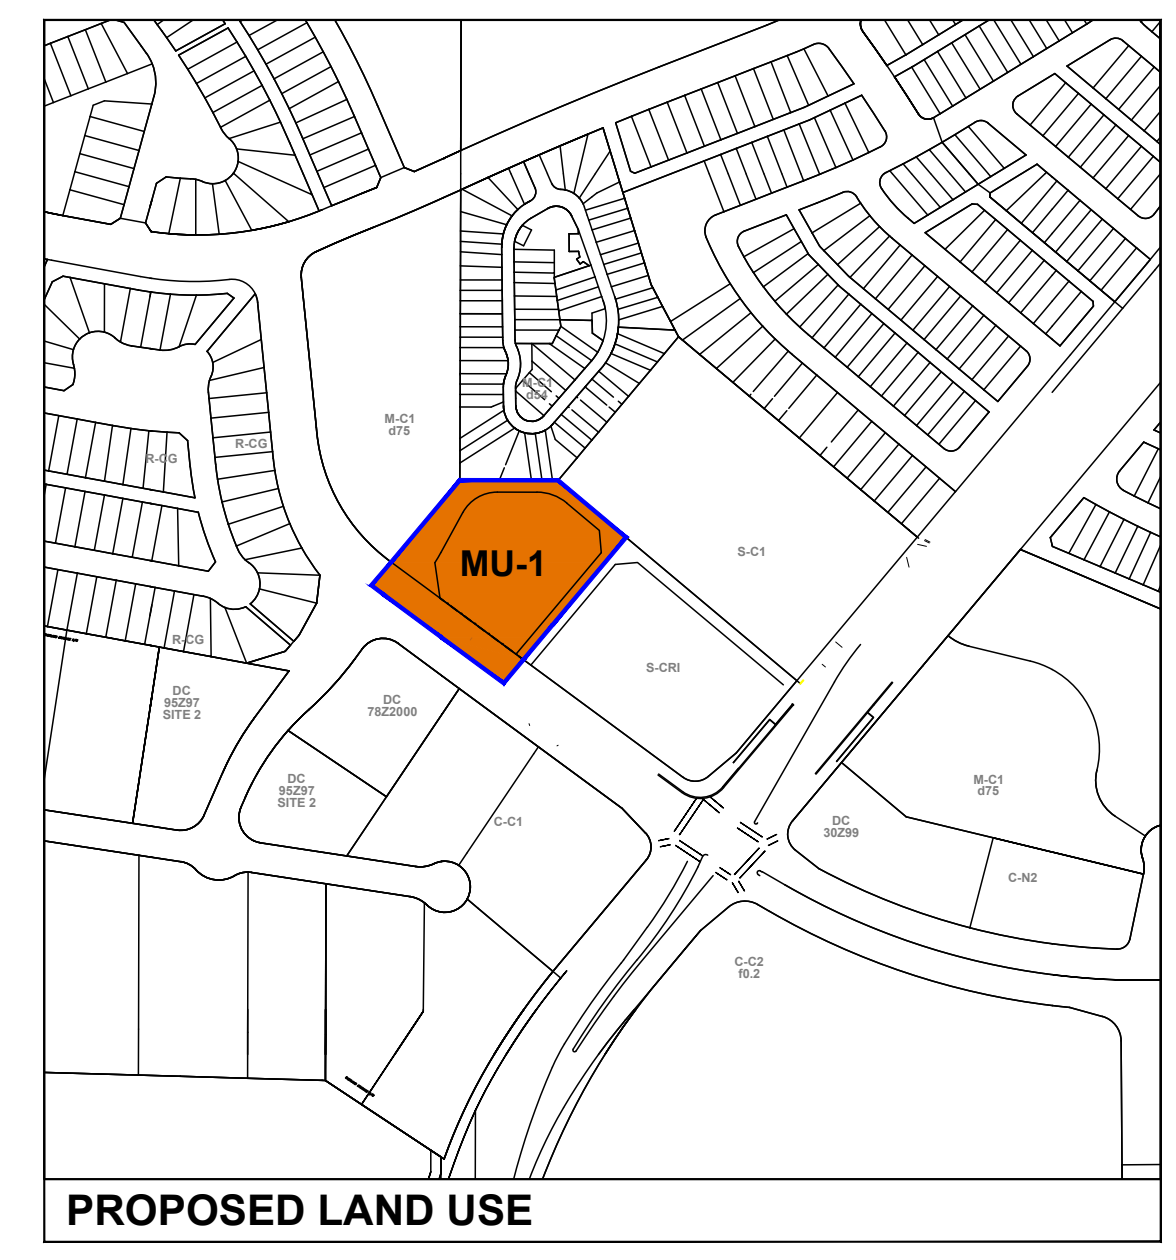 M-C1
d54
M-C1
d75
R-CG
R-CG
S-C1
MU-1
R-CG
S-CRI
DC
95Z97
SITE 2
DC
78Z2000
DC
95Z97
SITE 2
M-C1
d75
C-C1
DC
30Z99
C-N2
C-C2
f0.2
PROPOSED LAND USE